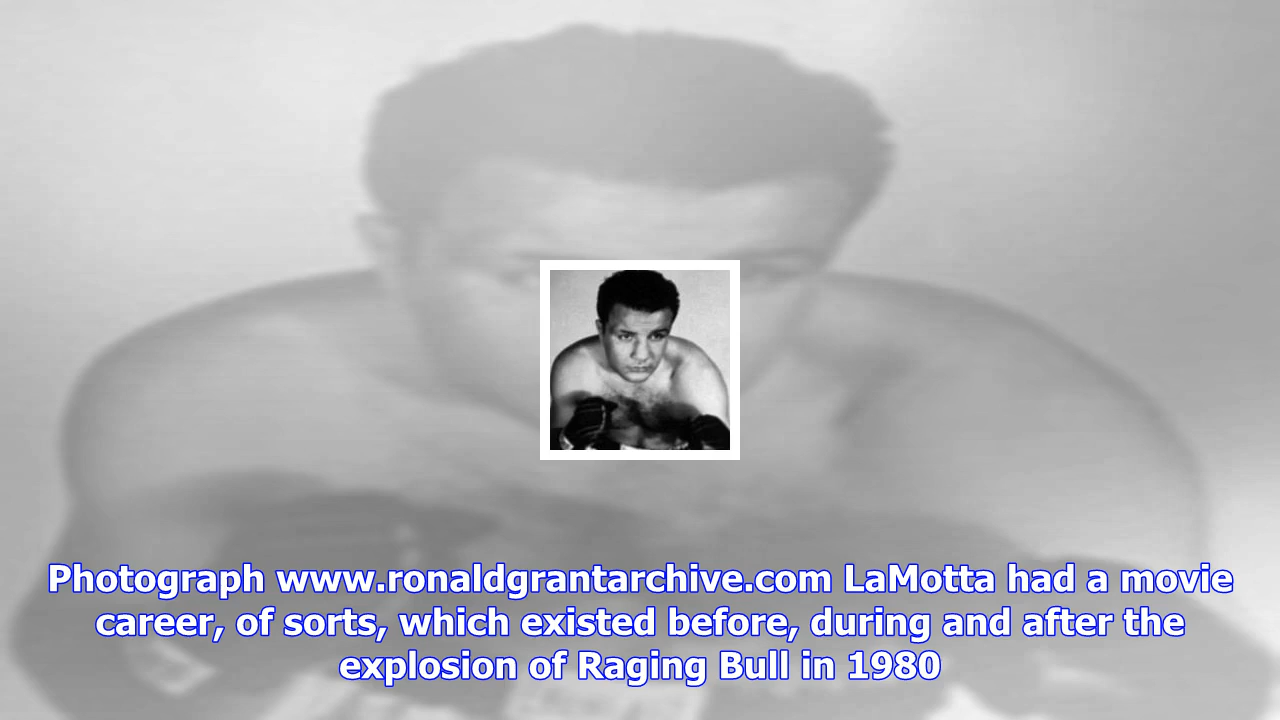 Photograph www.ronaldgrantarchive.com LaMotta had a movie
career, of sorts, which existed before, during and after the
explosion of Raging Bull in 1980